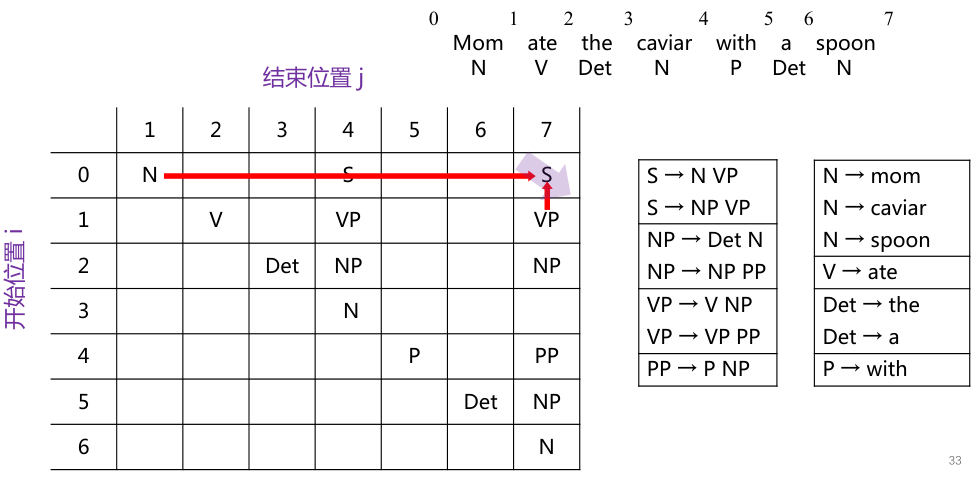 0 1 2 3 4 5 6 7
Mom ate the caviar with a spoon
N V Det N P Det N
结束位置 j
开始位置 i
1 2 3 4 5 6 7
0 N S S
1 V VP VP
2 Det NP NP
3 N
4 P PP
5 Det NP
6 N
S → N VP
S → NP VP
NP → Det N
NP → NP PP
VP → V NP
VP → VP PP
PP → P NP
N → mom
N → caviar
N → spoon
V → ate
Det → the
Det → a
P → with
33